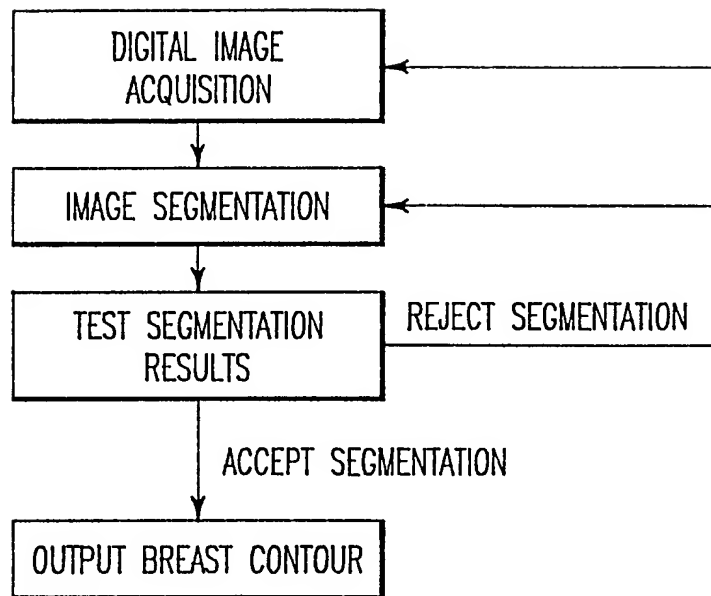 DIGITAL IMAGE
ACQUISITION
IMAGE SEGMENTATION
TEST SEGMENTATION
RESULTS
REJECT SEGMENTATION
ACCEPT SEGMENTATION
OUTPUT BREAST CONTOUR